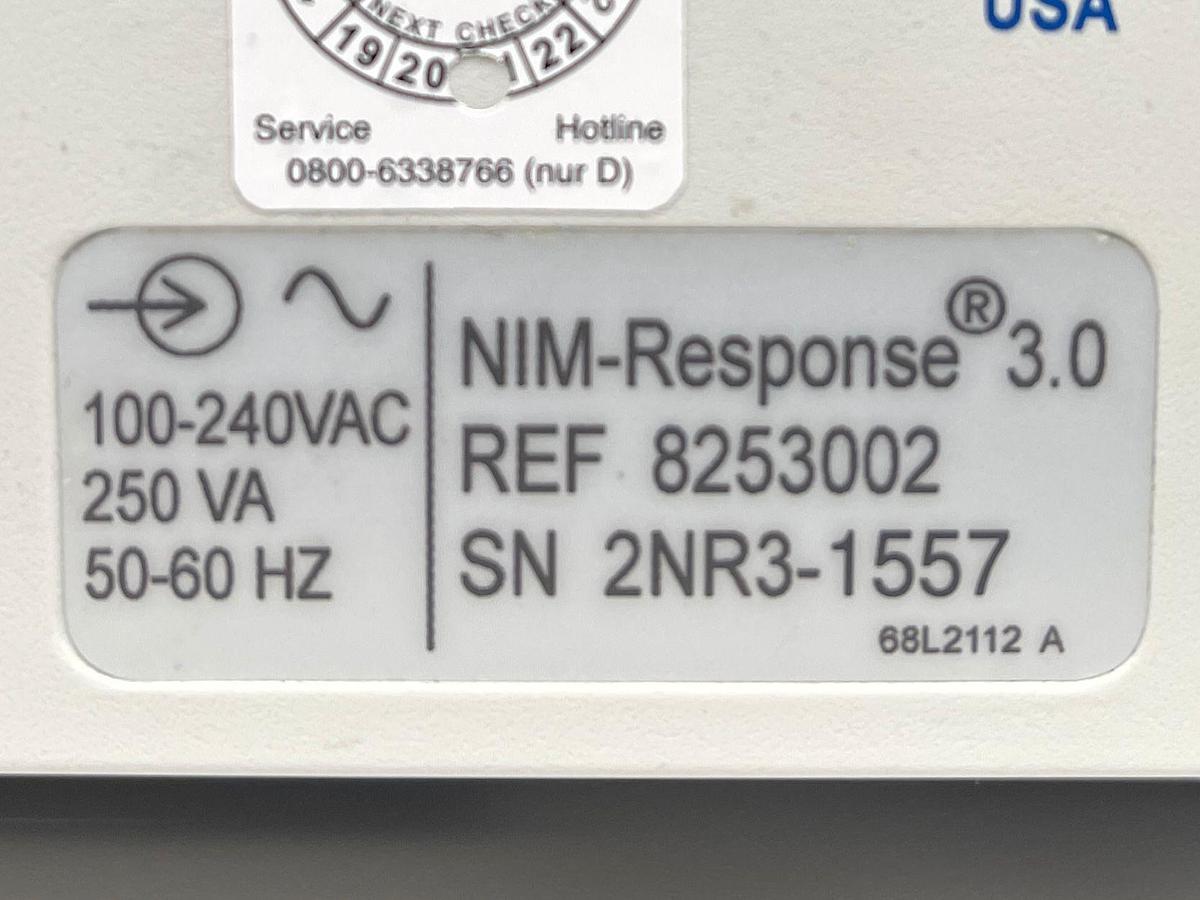 USA
NEXT CHECK
19 20 22
Service Hotline
0800-6338766 (nur D)
100-240VAC
250 VA
50-60 HZ
NIM-Response® 3.0
REF 8253002
SN 2NR3-1557
68L2112 A